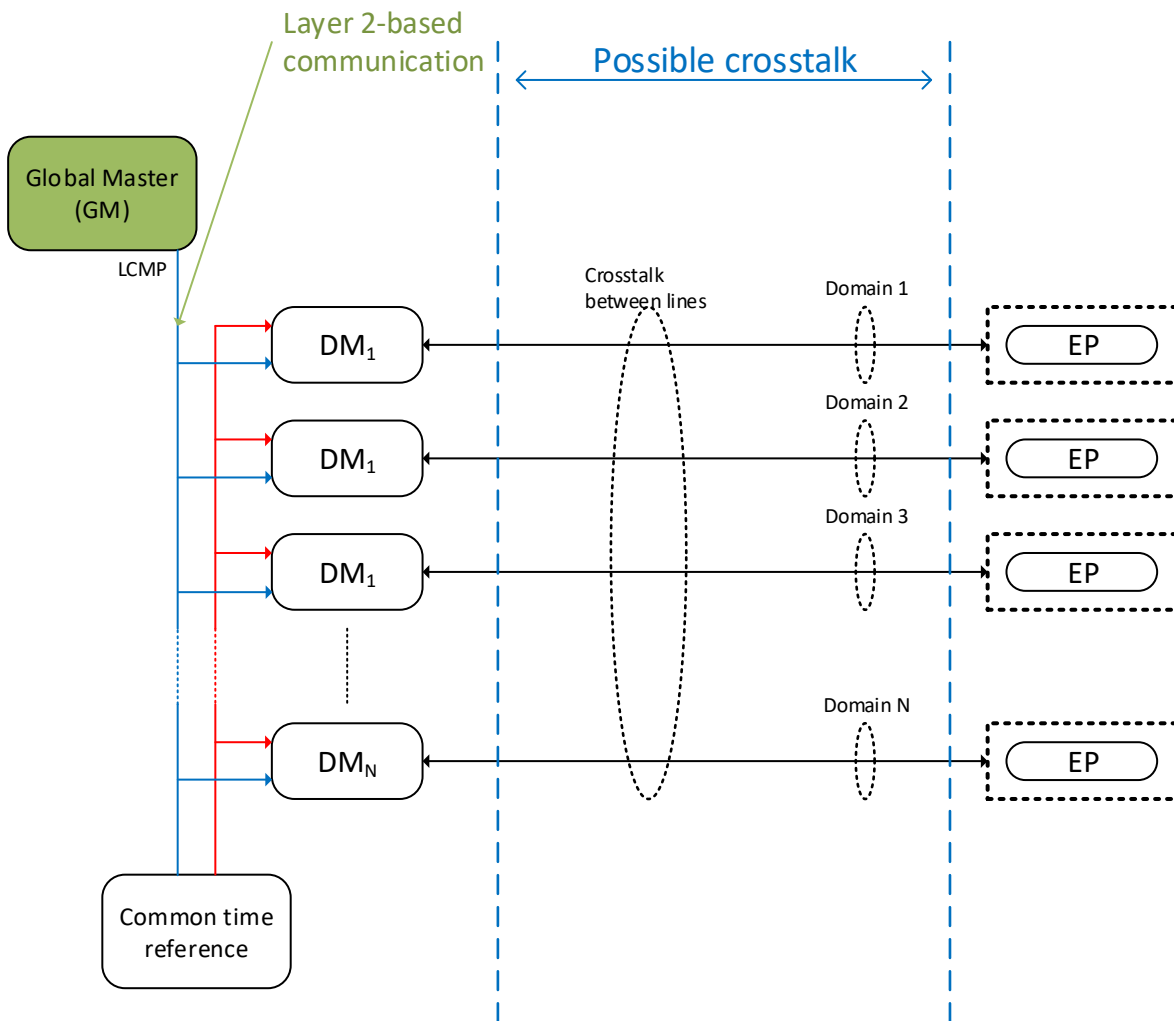 Layer 2-based
communication
Possible crosstalk
Global Master
(GM)
LCMP
Crosstalk
between lines
Domain 1
DM₁
EP
Domain 2
DM₁
EP
Domain 3
DM₁
EP
Domain N
DM_N
EP
Common time
reference